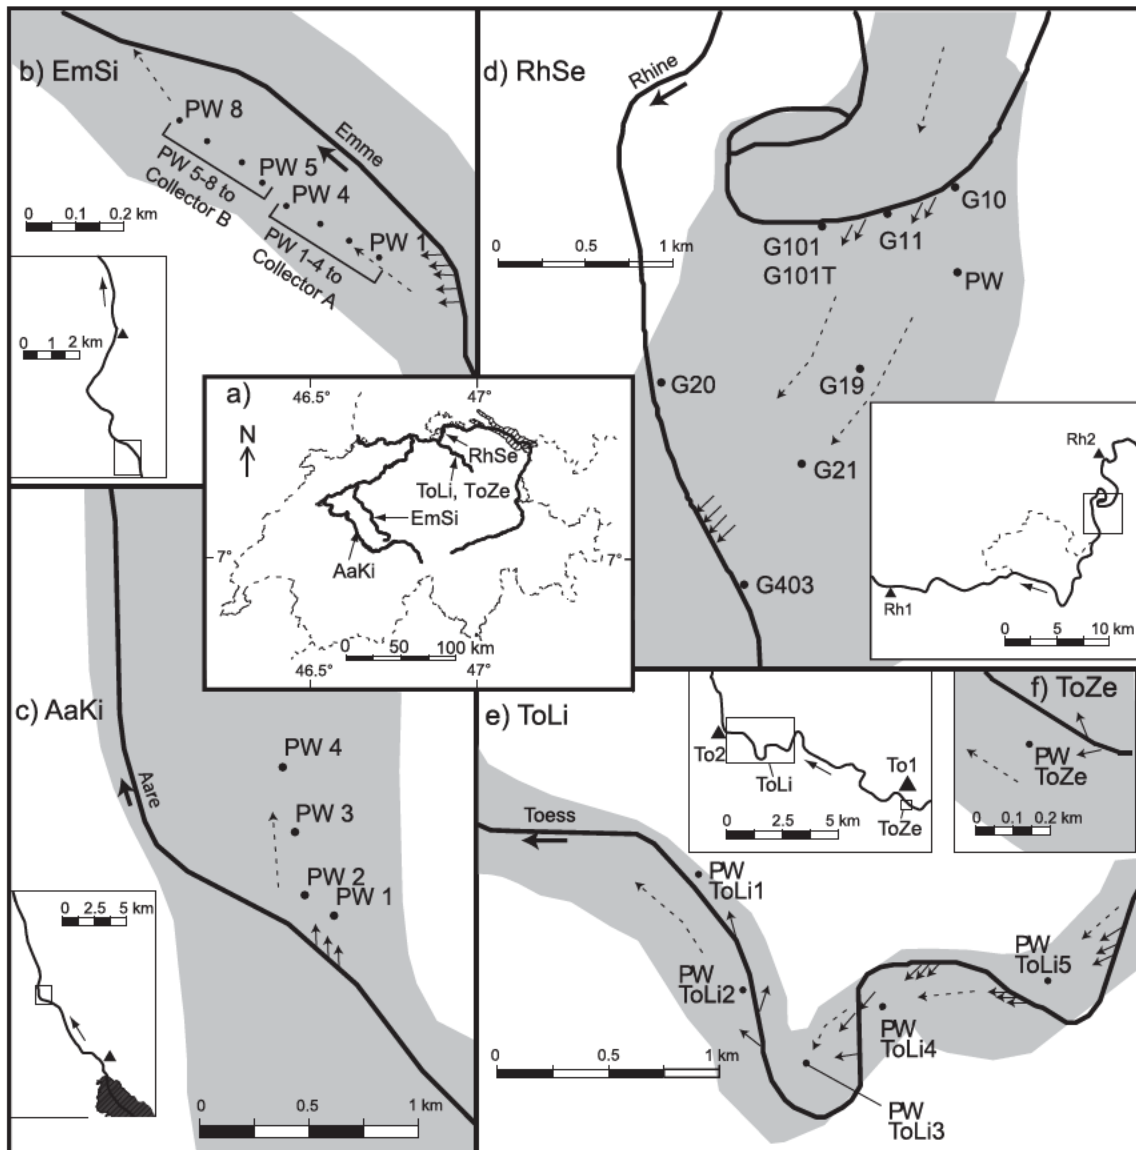 b) EmSi
PW 8
PW 5
PW 4
PW 1
Emme
PW 5-8 to
Collector B
PW 1-4 to
Collector A
0 0.1 0.2 km
0 1 2 km
d) RhSe
Rhine
G10
G11
G101
G101T
PW
0 0.5 1 km
G20
G19
G21
G403
Rh2
Rh1
0 5 10 km
a)
46.5°
47°
N
RhSe
ToLi, ToZe
EmSi
AaKi
7°
7°
0 50 100 km
46.5°
47°
c) AaKi
Aare
PW 4
PW 3
PW 2
PW 1
0 2.5 5 km
0 0.5 1 km
e) ToLi
Toess
To2
ToLi
To1
ToZe
0 2.5 5 km
PW
ToLi1
PW
ToLi2
PW
ToLi5
PW
ToLi4
PW
ToLi3
0 0.5 1 km
f) ToZe
PW
ToZe
0 0.1 0.2 km